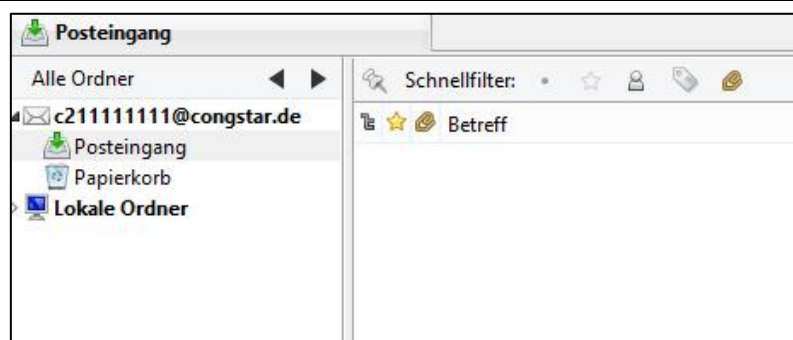 Posteingang
Alle Ordner
Schnellfilter:
c211111111@congstar.de
Betreff
Posteingang
Papierkorb
Lokale Ordner